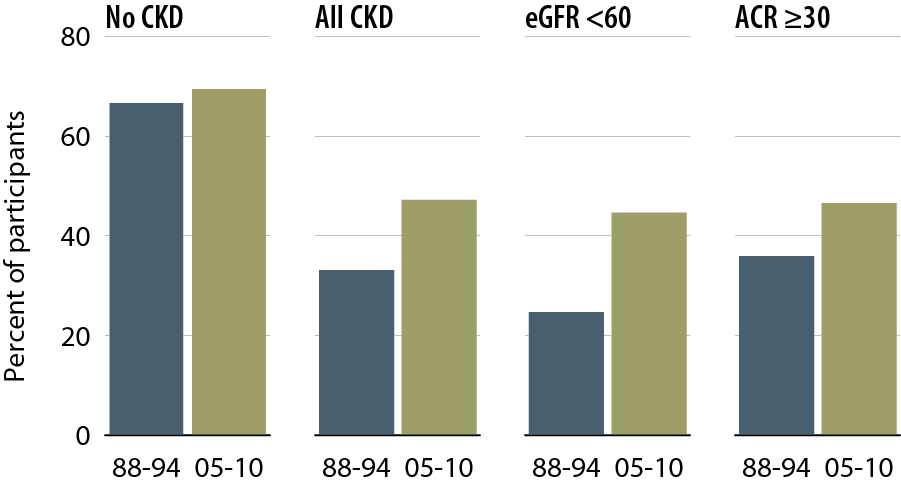 No CKD
All CKD
eGFR <60
ACR ≥30
Percent of participants
80
60
40
20
0
88-94 05-10
88-94 05-10
88-94 05-10
88-94 05-10